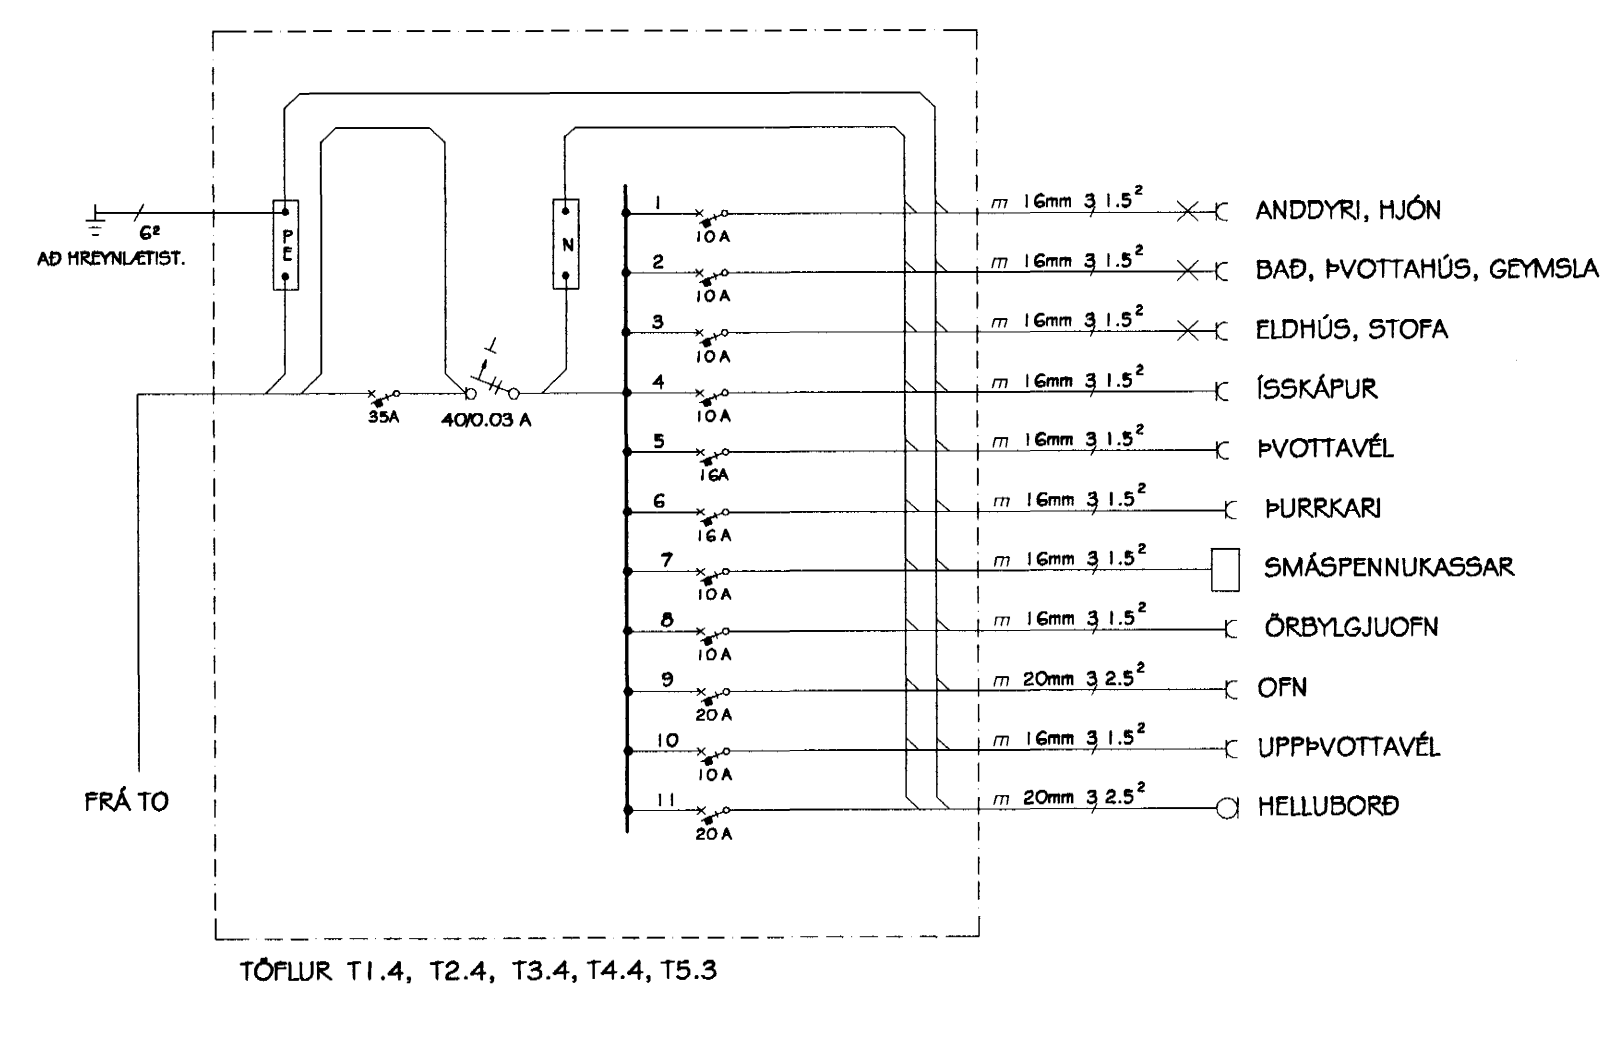 1 10A m 16mm 3 1.5² ANDDYRI, HJÓN
6²
AÐ HREYNLÆTIST.
PE
N
2 10A m 16mm 3 1.5² BAÐ, ÞVOTTAHÚS, GEYMSLA
3 10A m 16mm 3 1.5² ELDHÚS, STOFA
35A
40/0.03 A
4 10A m 16mm 3 1.5² ÍSSKÁPUR
5 16A m 16mm 3 1.5² ÞVOTTAVÉL
6 16A m 16mm 3 1.5² ÞURRKARI
7 10A m 16mm 3 1.5² SMÁSPENNUKASSAR
8 10A m 16mm 3 1.5² ÖRBYLGJUOFN
9 20A m 20mm 3 2.5² OFN
10 10A m 16mm 3 1.5² UPPÞVOTTAVÉL
FRÁ TO
11 20A m 20mm 3 2.5² HELLUBORÐ
TÖFLUR T1.4, T2.4, T3.4, T4.4, T5.3